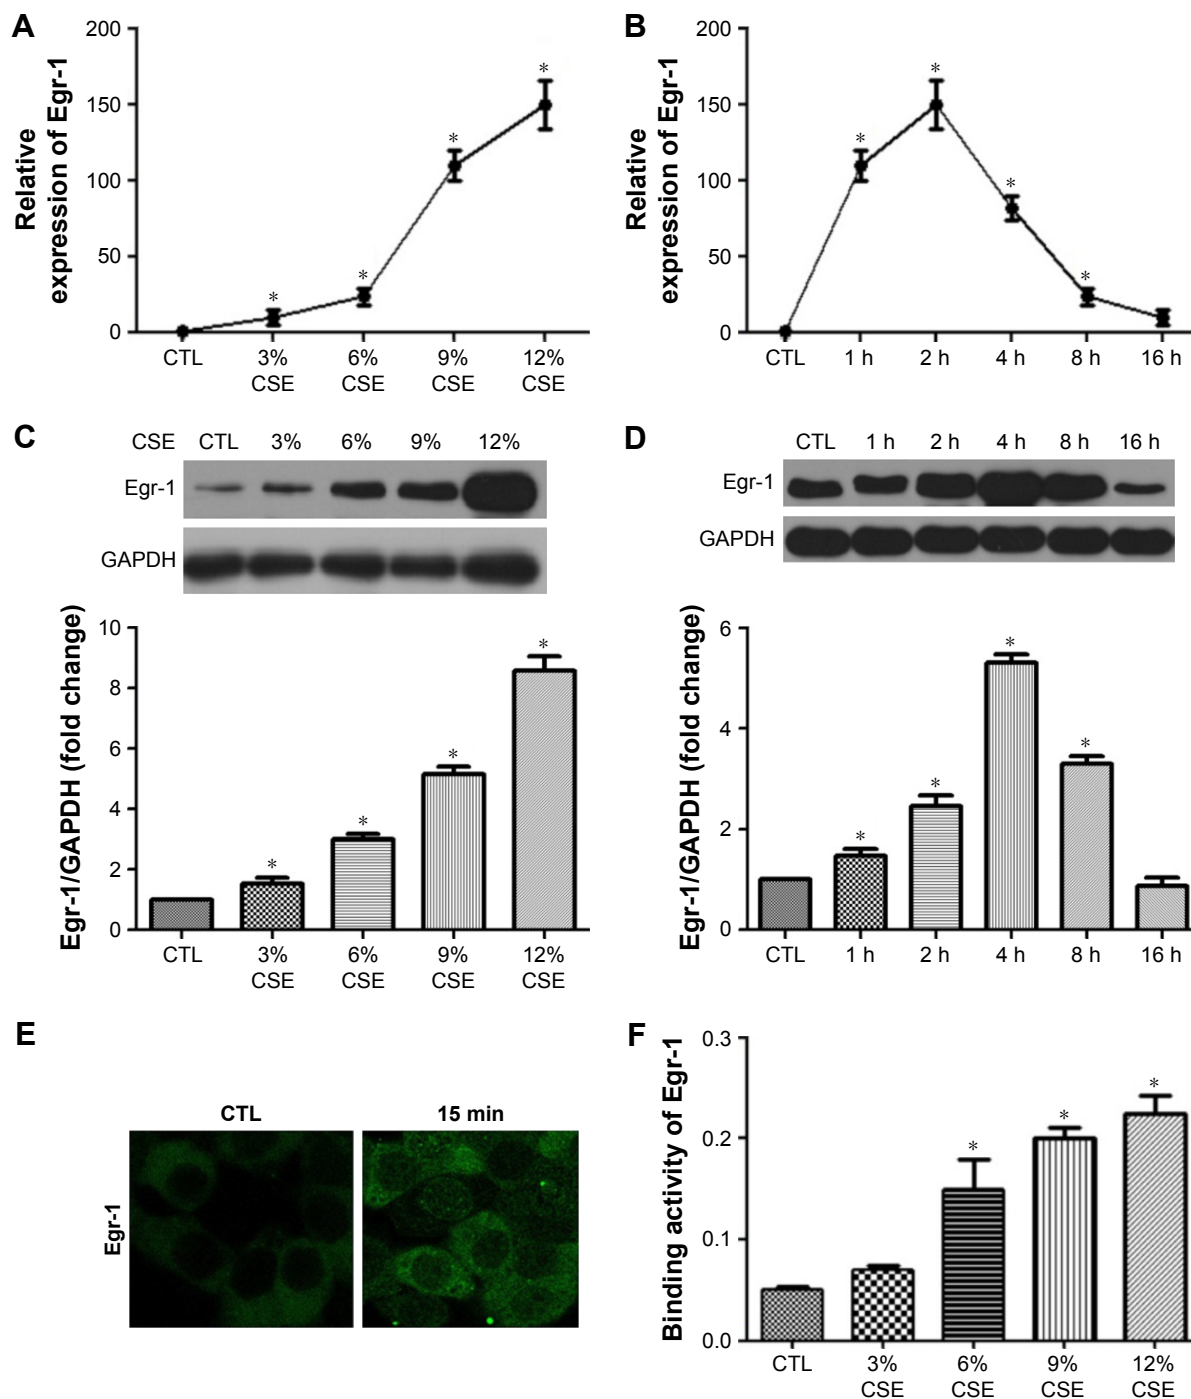 A
200
150
100
50
0
Relative
expression of Egr-1
*
*
*
*
CTL 3% 6% 9% 12%
CSE CSE CSE CSE
B
200
150
100
50
0
Relative
expression of Egr-1
*
*
*
*
CTL 1 h 2 h 4 h 8 h 16 h
C
CSE CTL 3% 6% 9% 12%
Egr-1
GAPDH
Egr-1/GAPDH (fold change)
10
8
6
4
2
0
*
*
*
*
CTL 3% 6% 9% 12%
CSE CSE CSE CSE
D
CTL 1 h 2 h 4 h 8 h 16 h
Egr-1
GAPDH
Egr-1/GAPDH (fold change)
6
4
2
0
*
*
*
*
CTL 1 h 2 h 4 h 8 h 16 h
E
CTL 15 min
Egr-1
F
Binding activity of Egr-1
0.3
0.2
0.1
0.0
*
*
*
CTL 3% 6% 9% 12%
CSE CSE CSE CSE